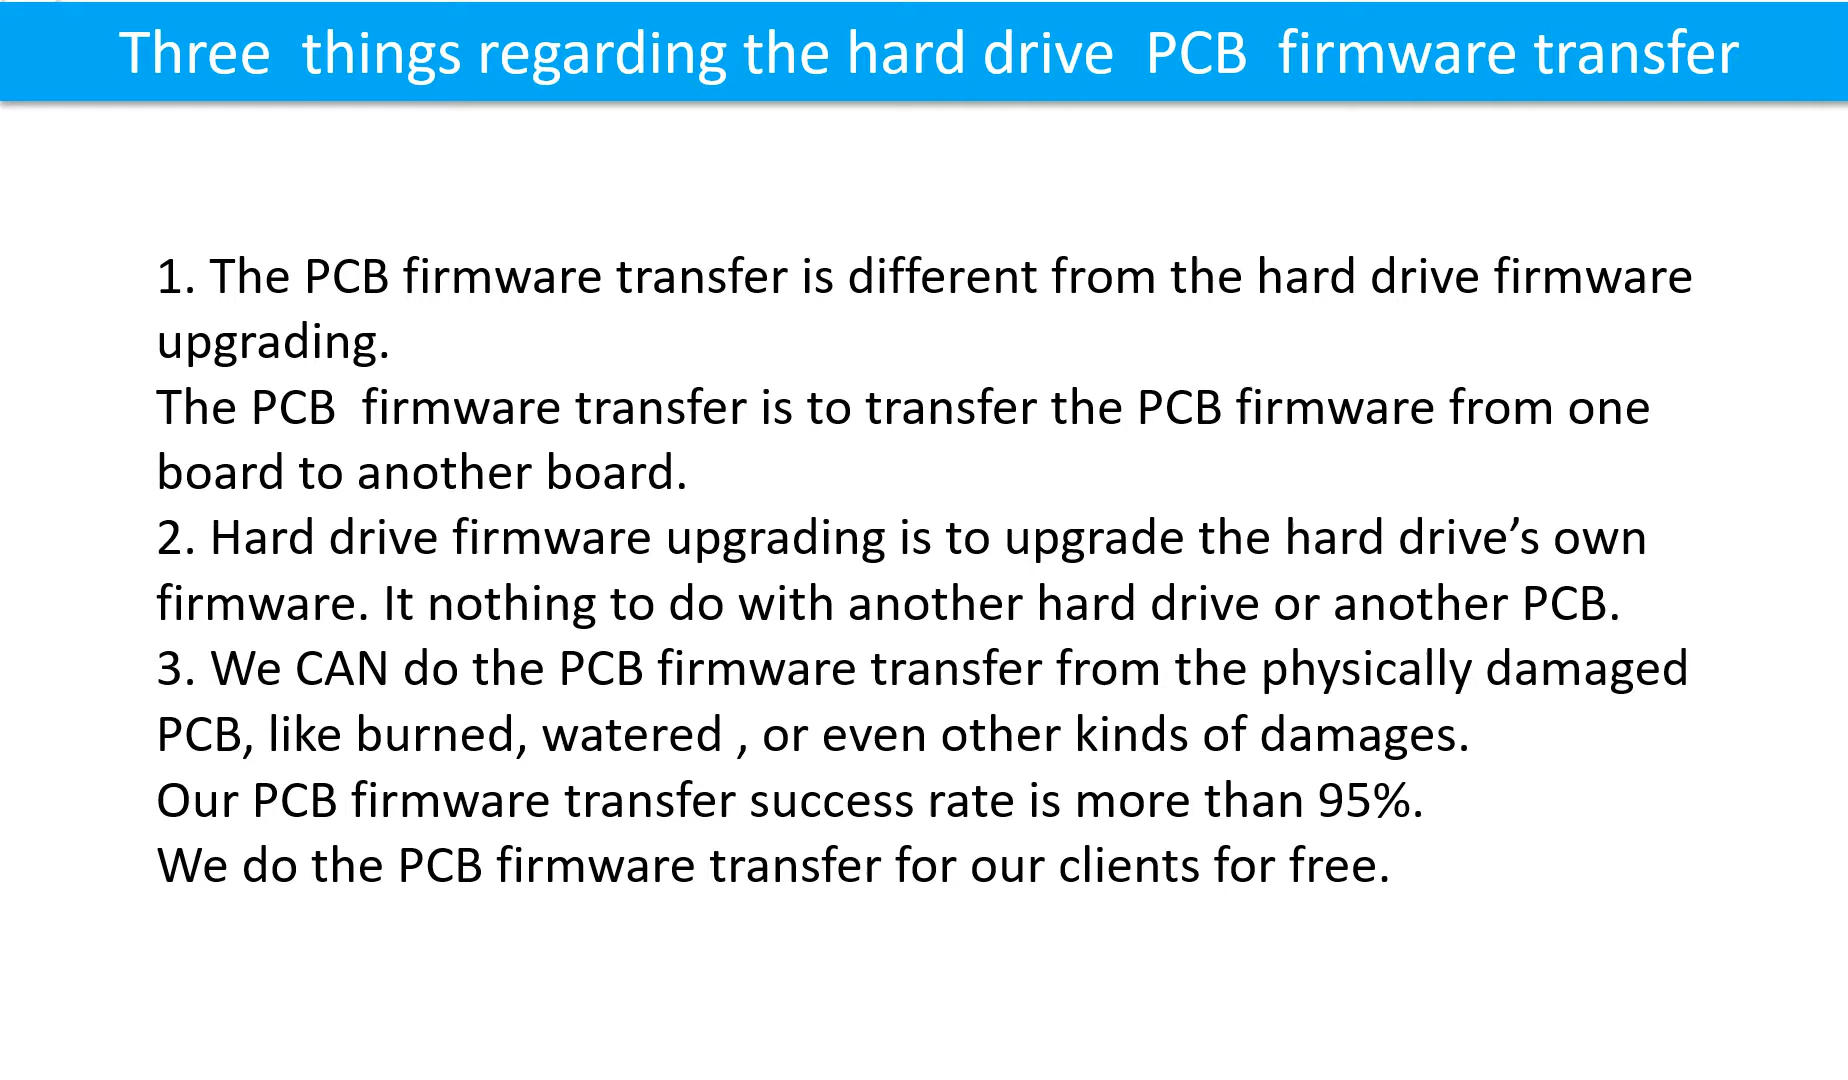 Three things regarding the hard drive PCB firmware transfer
1. The PCB firmware transfer is different from the hard drive firmware
upgrading.
The PCB firmware transfer is to transfer the PCB firmware from one
board to another board.
2. Hard drive firmware upgrading is to upgrade the hard drive’s own
firmware. It nothing to do with another hard drive or another PCB.
3. We CAN do the PCB firmware transfer from the physically damaged
PCB, like burned, watered , or even other kinds of damages.
Our PCB firmware transfer success rate is more than 95%.
We do the PCB firmware transfer for our clients for free.